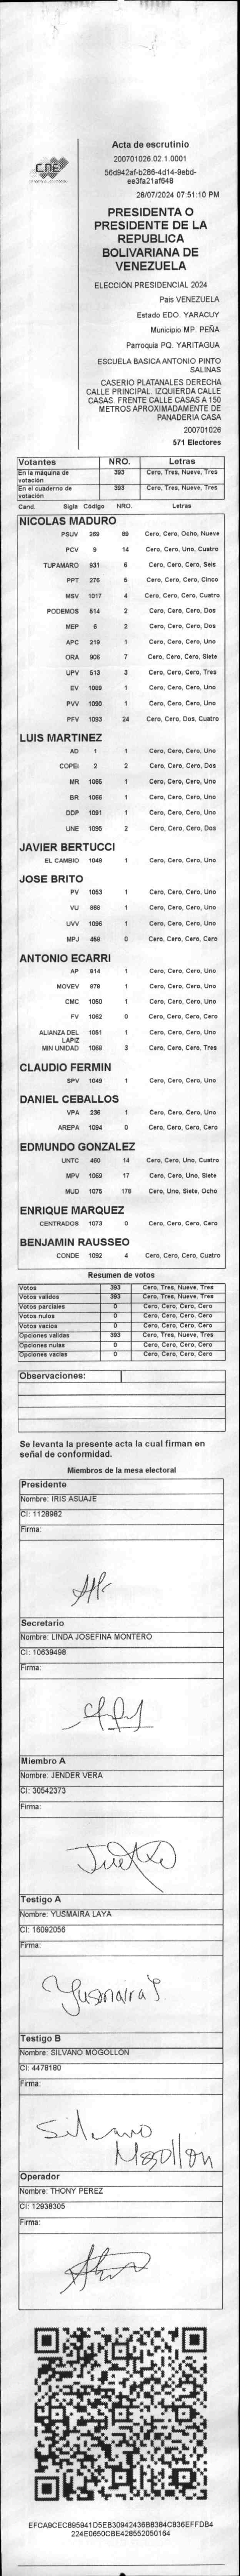 CNE
Acta de escrutinio
200701026.02.1.0001
56d942af-b286-4d14-9ebd-
ee3fa21af648
28/07/2024 07:51:10 PM
PRESIDENTA O
PRESIDENTE DE LA
REPUBLICA
BOLIVARIANA DE
VENEZUELA
ELECCIÓN PRESIDENCIAL 2024
Pais VENEZUELA
Estado EDO. YARACUY
Municipio MP. PEÑA
Parroquia PQ. YARITAGUA
ESCUELA BASICA ANTONIO PINTO
SALINAS
CASERIO PLATANALES DERECHA
CALLE PRINCIPAL. IZQUIERDA CALLE
CASAS. FRENTE CALLE CASAS A 150
METROS APROXIMADAMENTE DE
PANADERIA CASA
200701026
571 Electores
Votantes NRO. Letras
En la máquina de votación 393 Cero, Tres, Nueve, Tres
En el cuaderno de votación 393 Cero, Tres, Nueve, Tres
Cand. Sigla Código NRO. Letras
NICOLAS MADURO
PSUV 269 89 Cero, Cero, Ocho, Nueve
PCV 9 14 Cero, Cero, Uno, Cuatro
TUPAMARO 931 6 Cero, Cero, Cero, Seis
PPT 276 5 Cero, Cero, Cero, Cinco
MSV 1017 4 Cero, Cero, Cero, Cuatro
PODEMOS 514 2 Cero, Cero, Cero, Dos
MEP 6 2 Cero, Cero, Cero, Dos
APC 219 1 Cero, Cero, Cero, Uno
ORA 906 7 Cero, Cero, Cero, Siete
UPV 513 3 Cero, Cero, Cero, Tres
EV 1089 1 Cero, Cero, Cero, Uno
PVV 1090 1 Cero, Cero, Cero, Uno
PFV 1093 24 Cero, Cero, Dos, Cuatro
LUIS MARTINEZ
AD 1 1 Cero, Cero, Cero, Uno
COPEI 2 2 Cero, Cero, Cero, Dos
MR 1065 1 Cero, Cero, Cero, Uno
BR 1066 1 Cero, Cero, Cero, Uno
DDP 1091 1 Cero, Cero, Cero, Uno
UNE 1095 2 Cero, Cero, Cero, Dos
JAVIER BERTUCCI
EL CAMBIO 1048 1 Cero, Cero, Cero, Uno
JOSE BRITO
PV 1053 1 Cero, Cero, Cero, Uno
VU 868 1 Cero, Cero, Cero, Uno
UVV 1096 1 Cero, Cero, Cero, Uno
MPJ 459 0 Cero, Cero, Cero, Cero
ANTONIO ECARRI
AP 814 1 Cero, Cero, Cero, Uno
MOVEV 978 1 Cero, Cero, Cero, Uno
CMC 1050 1 Cero, Cero, Cero, Uno
FV 1062 0 Cero, Cero, Cero, Cero
ALIANZA DEL LAPIZ 1051 1 Cero, Cero, Cero, Uno
MIN UNIDAD 1068 3 Cero, Cero, Cero, Tres
CLAUDIO FERMIN
SPV 1049 1 Cero, Cero, Cero, Uno
DANIEL CEBALLOS
VPA 236 1 Cero, Cero, Cero, Uno
AREPA 1094 0 Cero, Cero, Cero, Cero
EDMUNDO GONZALEZ
UNTC 460 14 Cero, Cero, Uno, Cuatro
MPV 1069 17 Cero, Cero, Uno, Siete
MUD 1075 178 Cero, Uno, Siete, Ocho
ENRIQUE MARQUEZ
CENTRADOS 1073 0 Cero, Cero, Cero, Cero
BENJAMIN RAUSSEO
CONDE 1092 4 Cero, Cero, Cero, Cuatro
Resumen de votos
Votos 393 Cero, Tres, Nueve, Tres
Votos validos 393 Cero, Tres, Nueve, Tres
Votos parciales 0 Cero, Cero, Cero, Cero
Votos nulos 0 Cero, Cero, Cero, Cero
Votos vacios 0 Cero, Cero, Cero, Cero
Opciones validas 393 Cero, Tres, Nueve, Tres
Opciones nulas 0 Cero, Cero, Cero, Cero
Opciones vacias 0 Cero, Cero, Cero, Cero
Observaciones:
Se levanta la presente acta la cual firman en
señal de conformidad.
Miembros de la mesa electoral
Presidente
Nombre: IRIS ASUAJE
CI: 1128982
Firma:
Secretario
Nombre: LINDA JOSEFINA MONTERO
CI: 10639498
Firma:
Miembro A
Nombre: JENDER VERA
CI: 30542373
Firma:
Testigo A
Nombre: YUSMAIRA LAYA
CI: 16092056
Firma:
Yusmaira
Testigo B
Nombre: SILVANO MOGOLLON
CI: 4478180
Firma:
Silvano
Mogollon
Operador
Nombre: THONY PEREZ
CI: 12938305
Firma:
EFCA9CEC895941D5EB30942436B8384C836EFFDB4
224E0650CBE428552050164